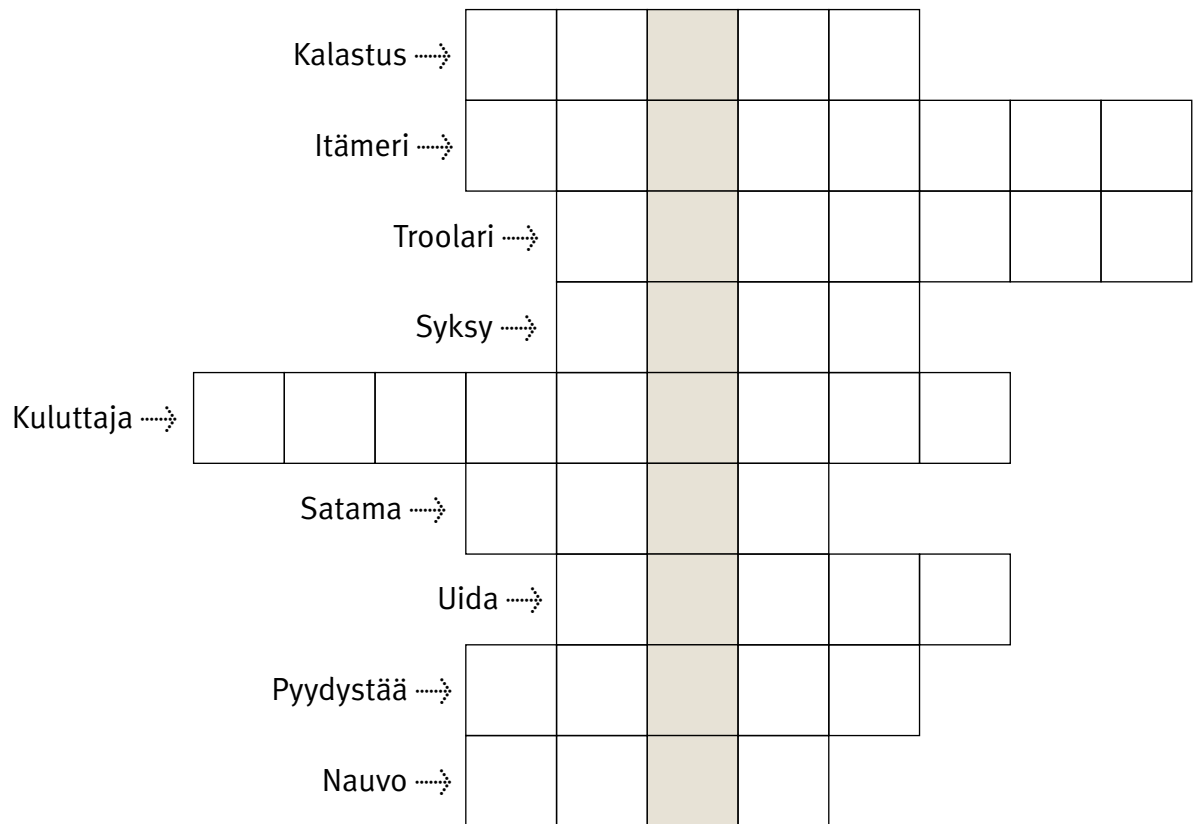 Kalastus
Itämeri
Troolari
Syksy
Kuluttaja
Satama
Uida
Pyydystää
Nauvo